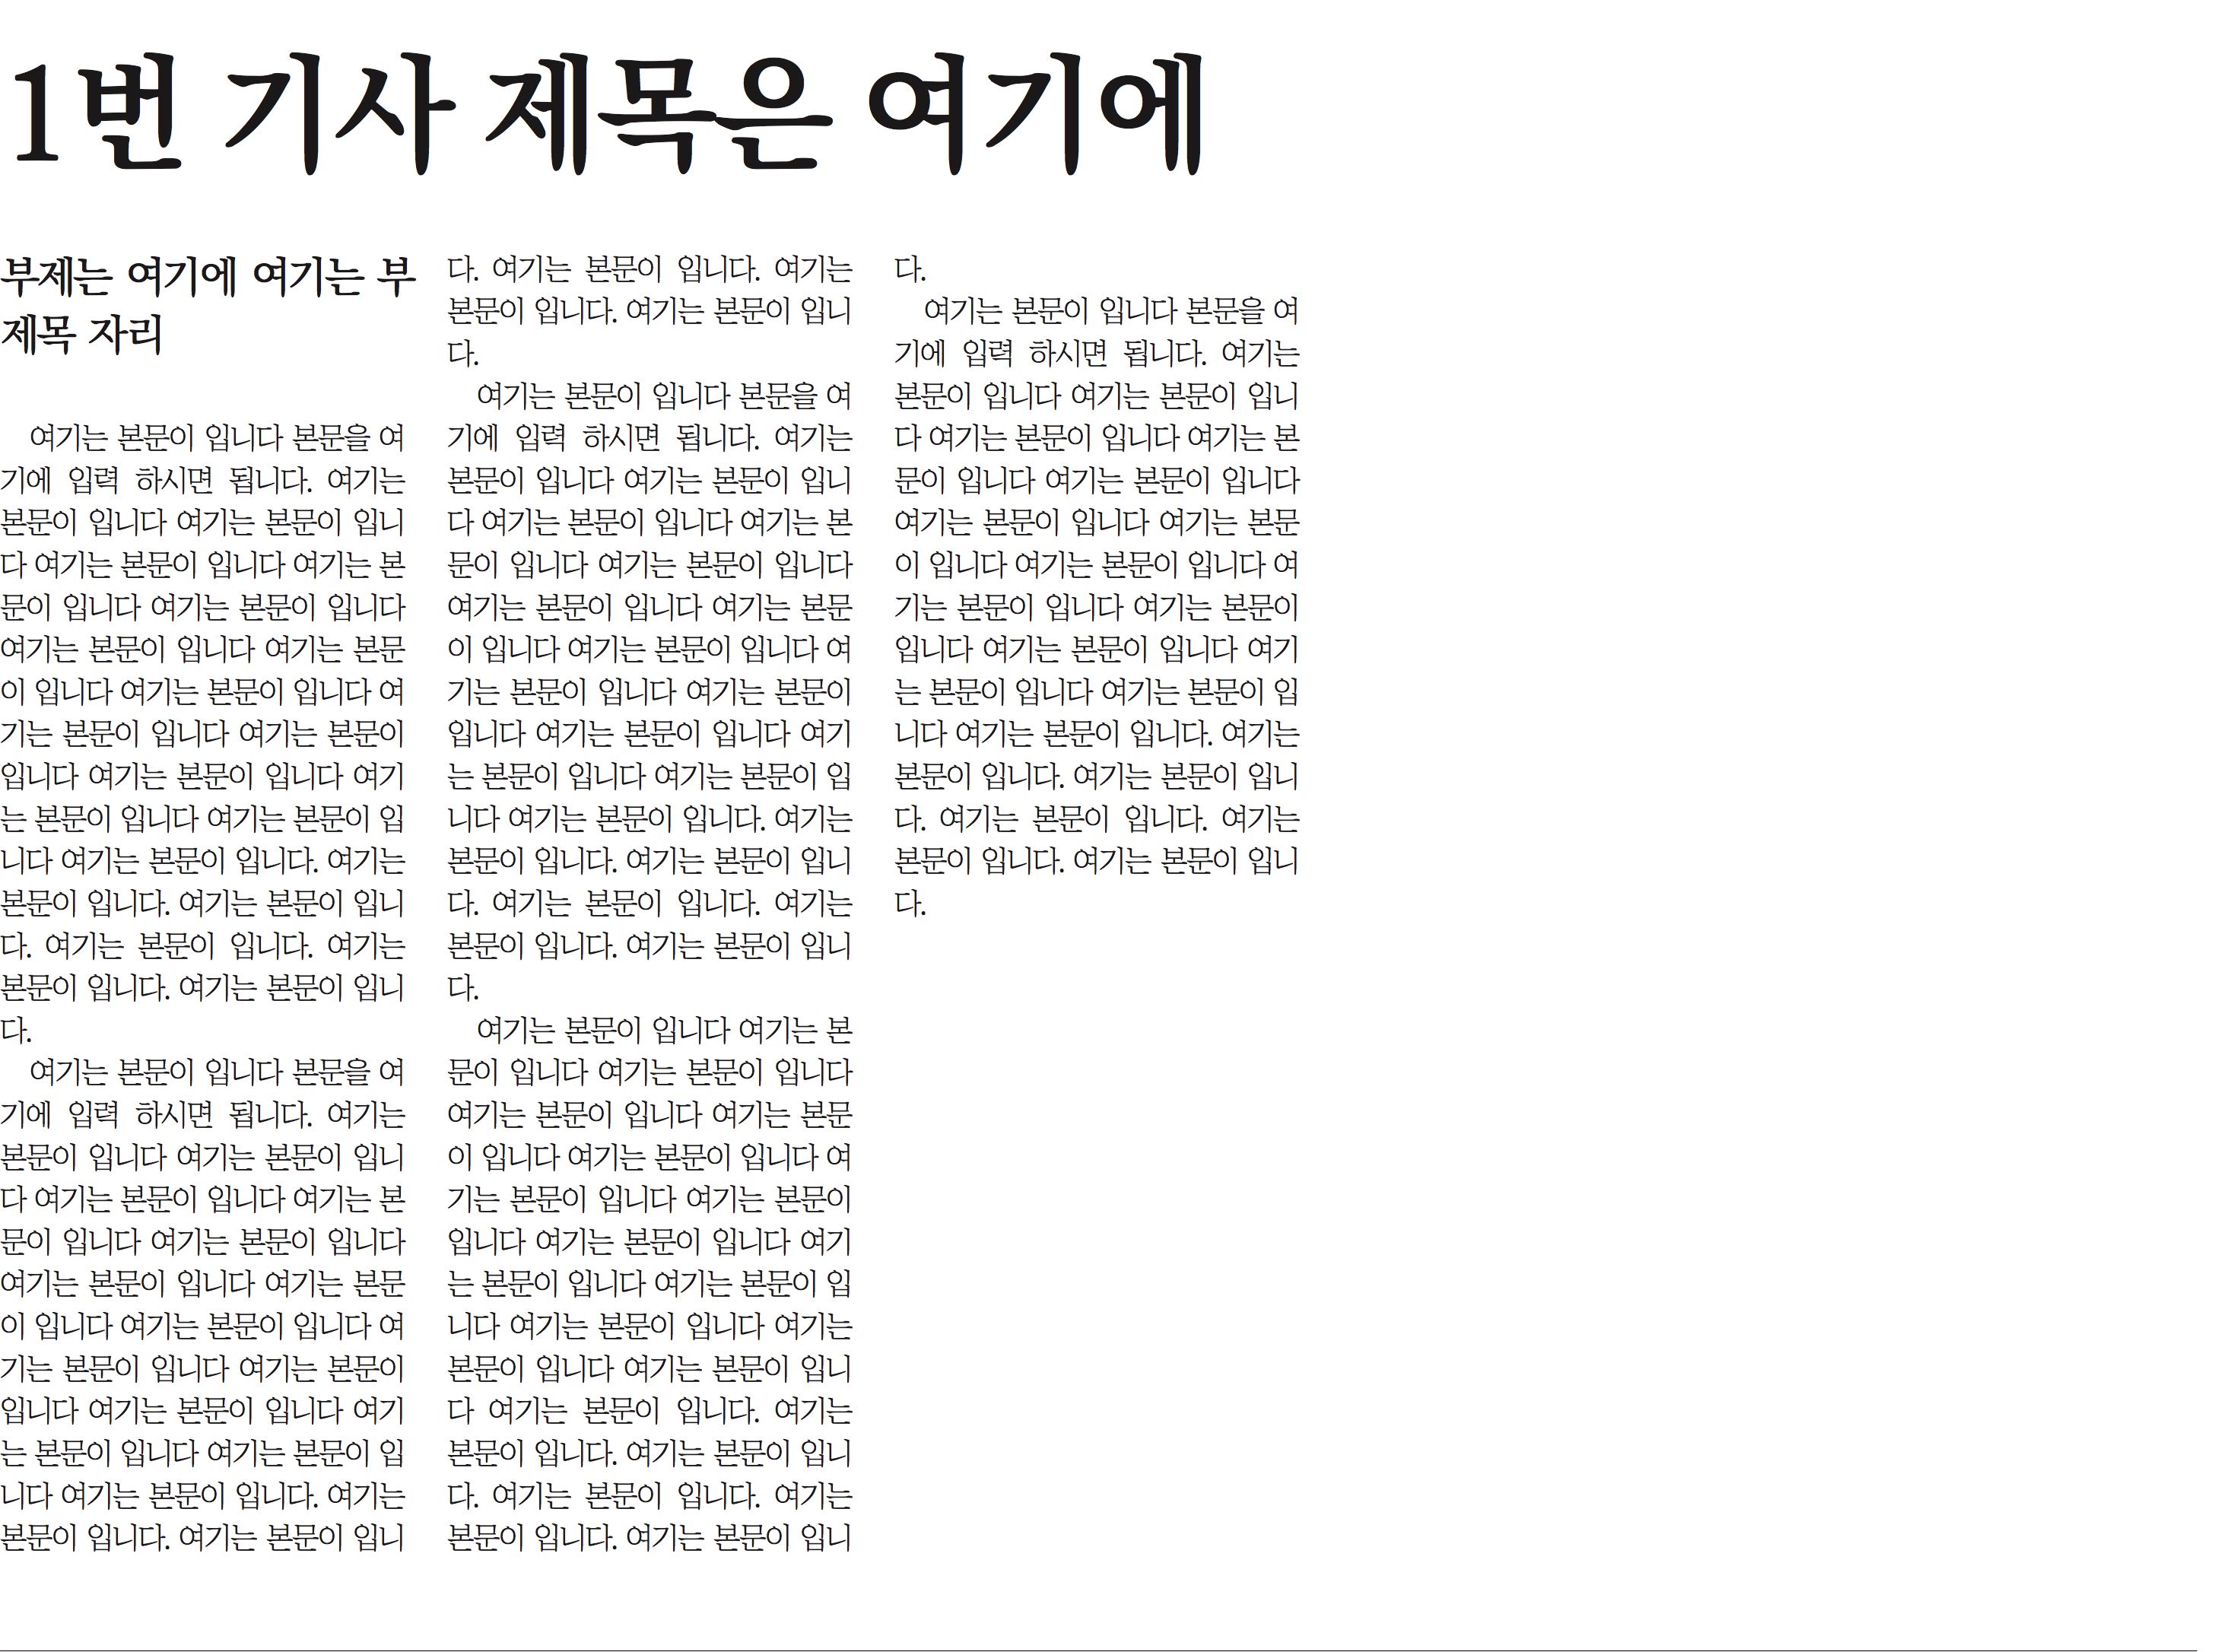 1번 기사 제목은 여기에
부제는 여기에 여기는 부
제목 자리
여기는 본문이 입니다 본문을 여
기에 입력 하시면 됩니다. 여기는
본문이 입니다 여기는 본문이 입니
다 여기는 본문이 입니다 여기는 본
문이 입니다 여기는 본문이 입니다
여기는 본문이 입니다 여기는 본문
이 입니다 여기는 본문이 입니다 여
기는 본문이 입니다 여기는 본문이
입니다 여기는 본문이 입니다 여기
는 본문이 입니다 여기는 본문이 입
니다 여기는 본문이 입니다. 여기는
본문이 입니다. 여기는 본문이 입니
다. 여기는 본문이 입니다. 여기는
본문이 입니다. 여기는 본문이 입니
다.
여기는 본문이 입니다 본문을 여
기에 입력 하시면 됩니다. 여기는
본문이 입니다 여기는 본문이 입니
다 여기는 본문이 입니다 여기는 본
문이 입니다 여기는 본문이 입니다
여기는 본문이 입니다 여기는 본문
이 입니다 여기는 본문이 입니다 여
기는 본문이 입니다 여기는 본문이
입니다 여기는 본문이 입니다 여기
는 본문이 입니다 여기는 본문이 입
니다 여기는 본문이 입니다. 여기는
본문이 입니다. 여기는 본문이 입니
다. 여기는 본문이 입니다. 여기는
본문이 입니다. 여기는 본문이 입니
다.
여기는 본문이 입니다 본문을 여
기에 입력 하시면 됩니다. 여기는
본문이 입니다 여기는 본문이 입니
다 여기는 본문이 입니다 여기는 본
문이 입니다 여기는 본문이 입니다
여기는 본문이 입니다 여기는 본문
이 입니다 여기는 본문이 입니다 여
기는 본문이 입니다 여기는 본문이
입니다 여기는 본문이 입니다 여기
는 본문이 입니다 여기는 본문이 입
니다 여기는 본문이 입니다. 여기는
본문이 입니다. 여기는 본문이 입니
다. 여기는 본문이 입니다. 여기는
본문이 입니다. 여기는 본문이 입니
다.
여기는 본문이 입니다 여기는 본
문이 입니다 여기는 본문이 입니다
여기는 본문이 입니다 여기는 본문
이 입니다 여기는 본문이 입니다 여
기는 본문이 입니다 여기는 본문이
입니다 여기는 본문이 입니다 여기
는 본문이 입니다 여기는 본문이 입
니다 여기는 본문이 입니다 여기는
본문이 입니다 여기는 본문이 입니
다 여기는 본문이 입니다. 여기는
본문이 입니다. 여기는 본문이 입니
다. 여기는 본문이 입니다. 여기는
본문이 입니다. 여기는 본문이 입니
다.
여기는 본문이 입니다 본문을 여
기에 입력 하시면 됩니다. 여기는
본문이 입니다 여기는 본문이 입니
다 여기는 본문이 입니다 여기는 본
문이 입니다 여기는 본문이 입니다
여기는 본문이 입니다 여기는 본문
이 입니다 여기는 본문이 입니다 여
기는 본문이 입니다 여기는 본문이
입니다 여기는 본문이 입니다 여기
는 본문이 입니다 여기는 본문이 입
니다 여기는 본문이 입니다. 여기는
본문이 입니다. 여기는 본문이 입니
다. 여기는 본문이 입니다. 여기는
본문이 입니다. 여기는 본문이 입니
다.